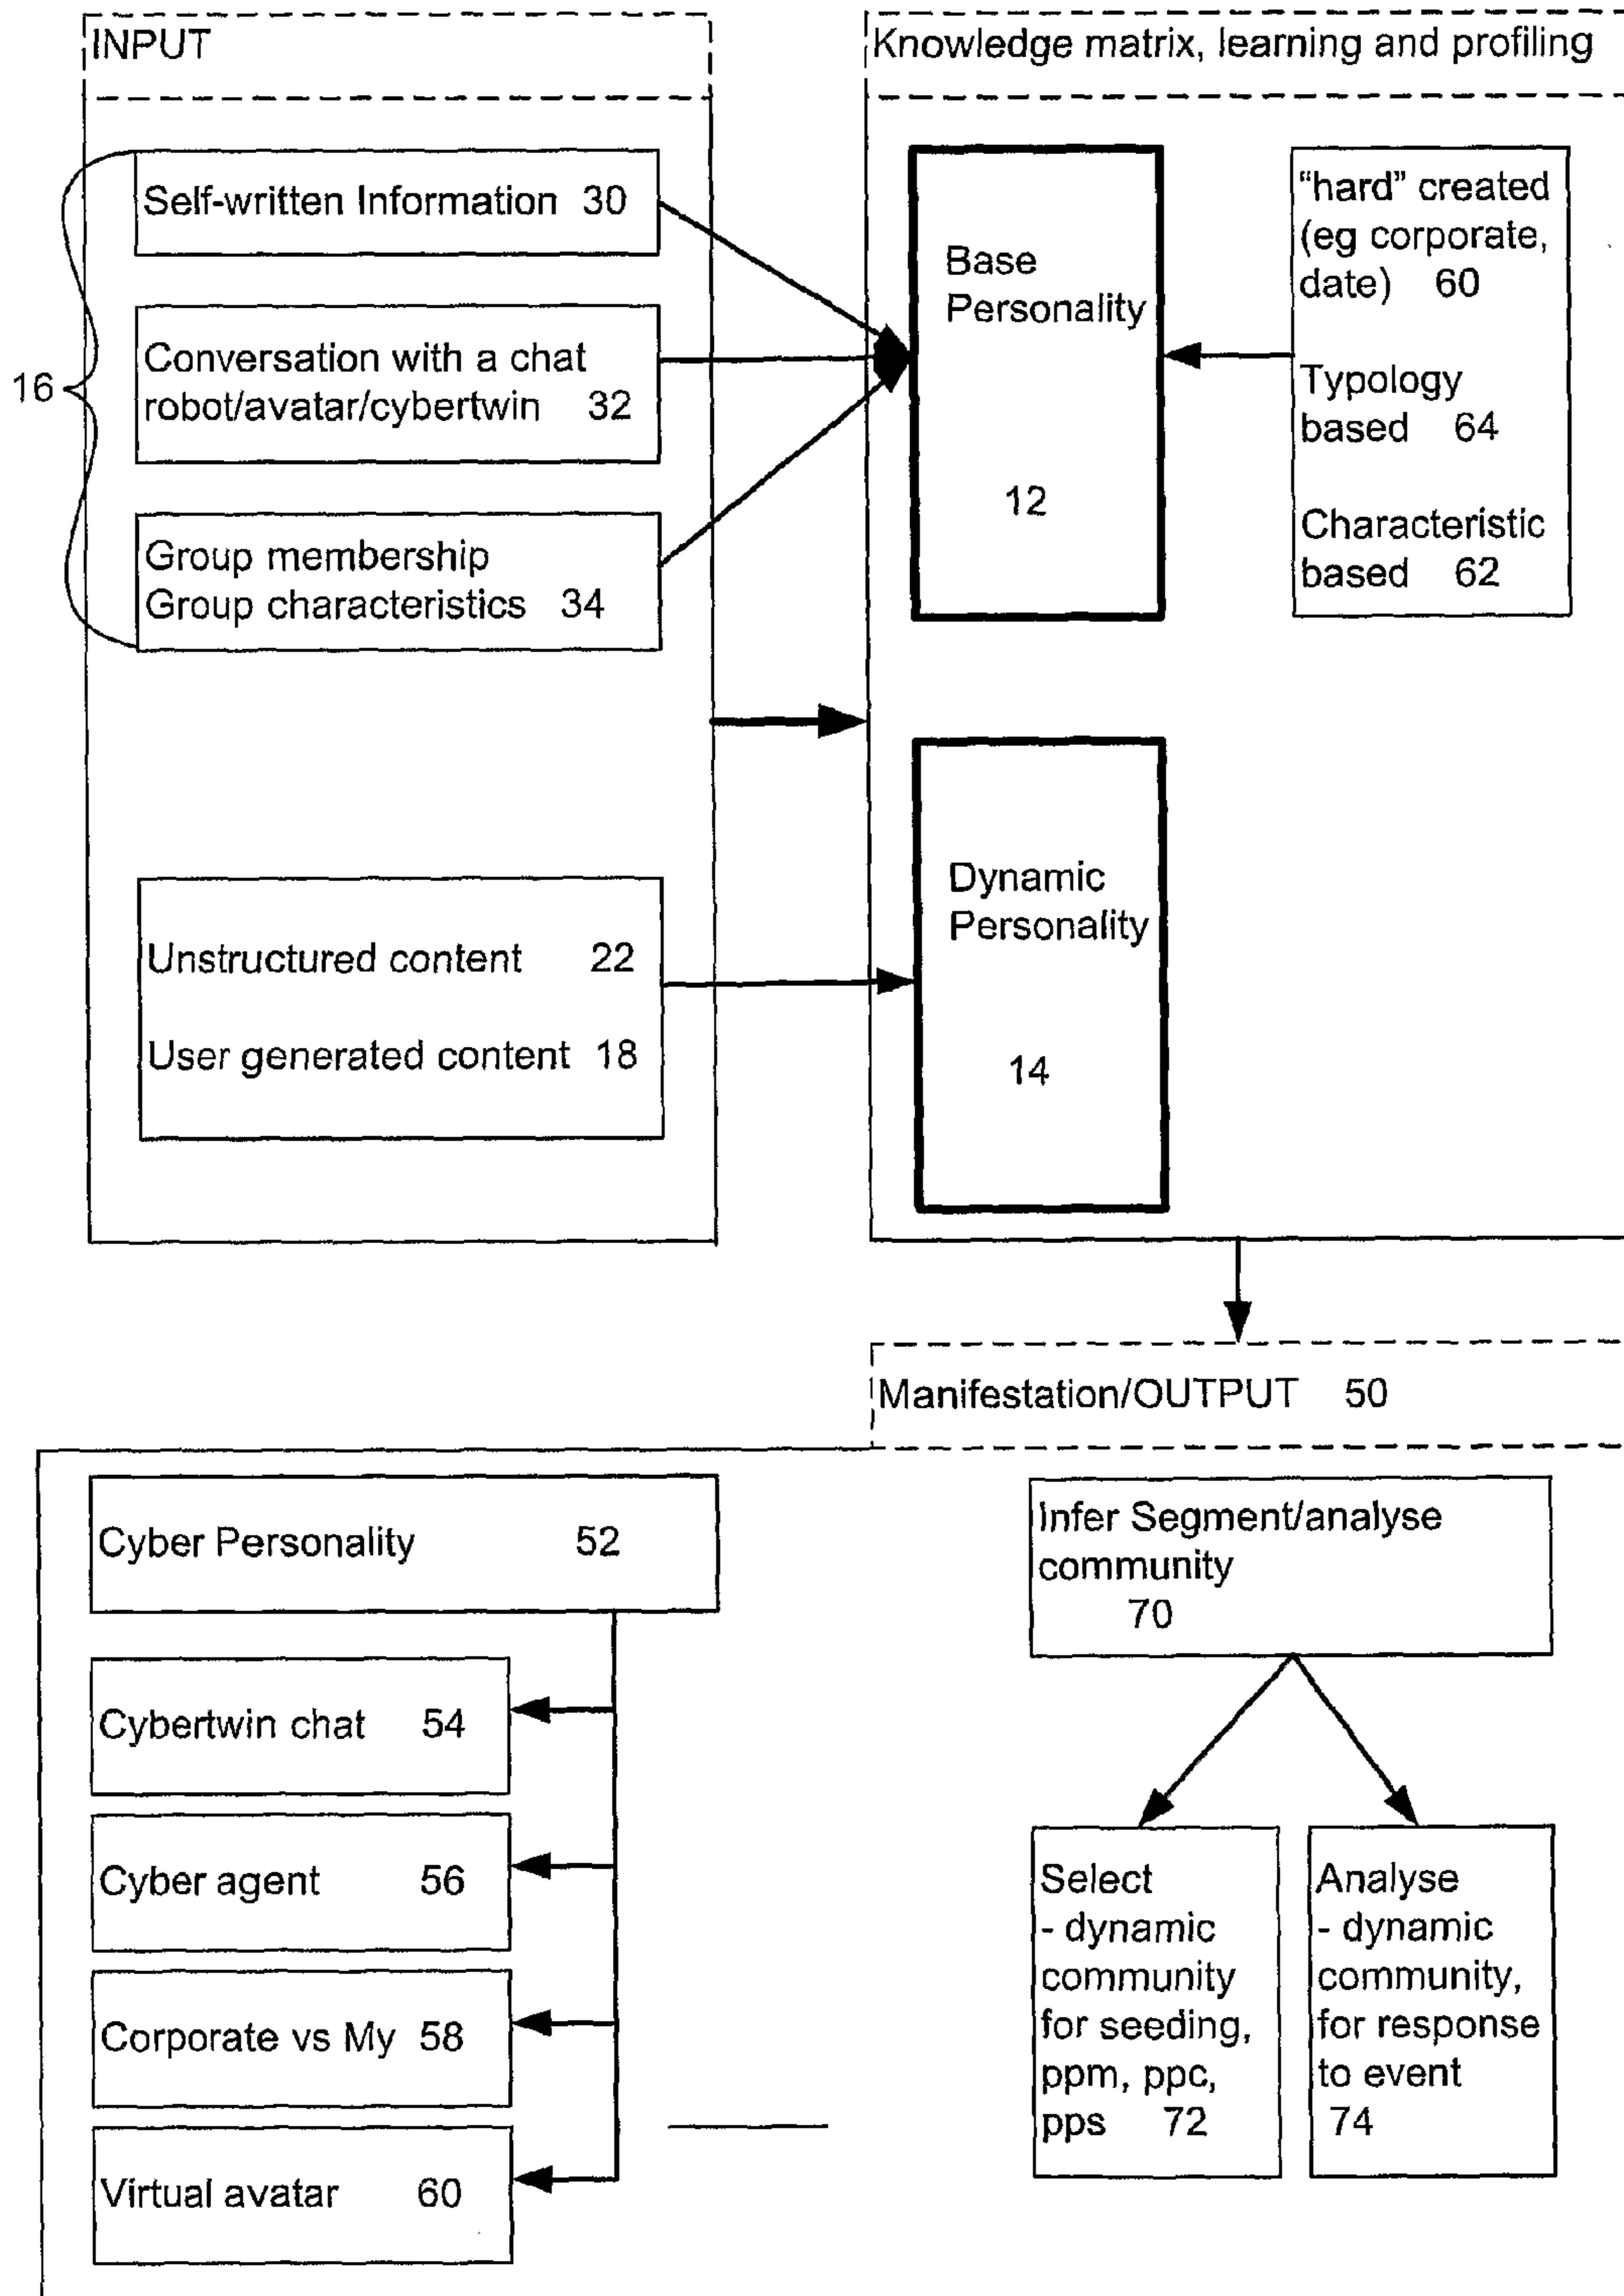 INPUT
Knowledge matrix, learning and profiling
16
Self-written Information 30
Conversation with a chat
robot/avatar/cybertwin 32
Group membership
Group characteristics 34
Base
Personality
12
"hard" created
(eg corporate,
date) 60
Typology
based 64
Characteristic
based 62
Unstructured content 22
User generated content 18
Dynamic
Personality
14
Manifestation/OUTPUT 50
Cyber Personality 52
Cybertwin chat 54
Cyber agent 56
Corporate vs My 58
Virtual avatar 60
Infer Segment/analyse
community
70
Select
- dynamic
community
for seeding,
ppm, ppc,
pps 72
Analyse
- dynamic
community,
for response
to event
74